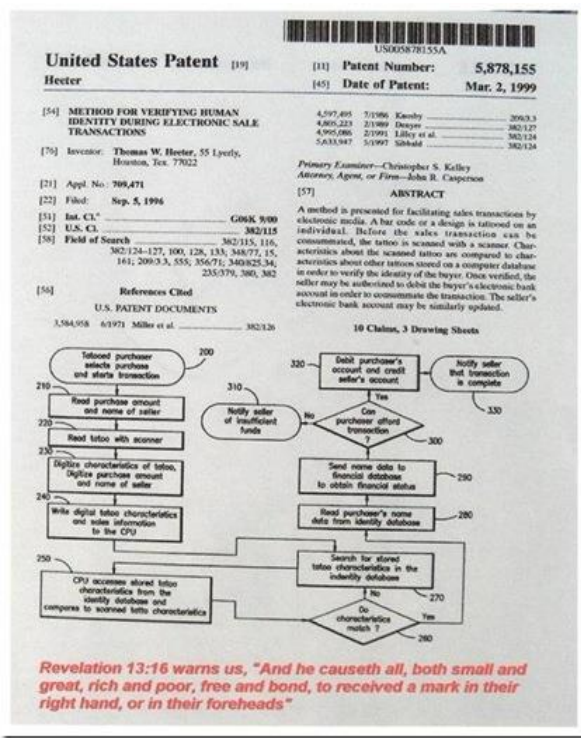 US005878155A
United States Patent [19]
Heeter
[11] Patent Number: 5,878,155
[45] Date of Patent: Mar. 2, 1999
[54] METHOD FOR VERIFYING HUMAN
IDENTITY DURING ELECTRONIC SALE
TRANSACTIONS
[76] Inventor: Thomas W. Heeter, 55 Lyerly,
Houston, Tex. 77022
[21] Appl. No.: 709,471
[22] Filed: Sep. 5, 1996
[51] Int. Cl.⁶ G06K 9/00
[52] U.S. Cl. 382/115
[58] Field of Search 382/115, 116,
382/124-127, 100, 128, 133; 348/77, 15,
161; 209/3.3, 555; 356/71; 340/825.34;
235/379, 380, 382
[56] References Cited
U.S. PATENT DOCUMENTS
3,584,958 6/1971 Miller et al. 382/126
4,597,495 7/1986 Knosby 209/3.3
4,805,223 2/1989 Denyer 382/127
4,995,086 2/1991 Lilley et al. 382/124
5,633,947 5/1997 Sibbald 382/124
Primary Examiner—Christopher S. Kelley
Attorney, Agent, or Firm—John R. Casperson
[57] ABSTRACT
A method is presented for facilitating sales transactions by
electronic media. A bar code or a design is tattooed on an
individual. Before the sales transaction can be
consummated, the tattoo is scanned with a scanner. Char-
acteristics about the scanned tattoo are compared to char-
acteristics about other tattoos stored on a computer database
in order to verify the identity of the buyer. Once verified, the
seller may be authorized to debit the buyer's electronic bank
account in order to consummate the transaction. The seller's
electronic bank account may be similarly updated.
10 Claims, 3 Drawing Sheets
Tattooed purchaser
selects purchase
and starts transaction
200
210
Read purchase amount
and name of seller
220
Read tatoo with scanner
230
Digitize characteristics of tatoo,
Digitize purchase amount
and name of seller
240
Write digital tatoo characteristics
and sales information
to the CPU
250
CPU accesses stored tatoo
characteristics from the
identity database and
compares to scanned tatto characteristics
320
Debit purchaser's
account and credit
seller's account
Notify seller
that transaction
is complete
330
310
Notify seller
of insufficient
funds
No
Yes
Can
purchaser afford
transaction
?
300
Send name data to
financial database
to obtain financial status
290
Read purchaser's name
data from identity database
280
Search for stored
tatoo characteristics in the
indentity database
270
No
Do
characteristics
match ?
Yes
260
Revelation 13:16 warns us, "And he causeth all, both small and
great, rich and poor, free and bond, to received a mark in their
right hand, or in their foreheads"